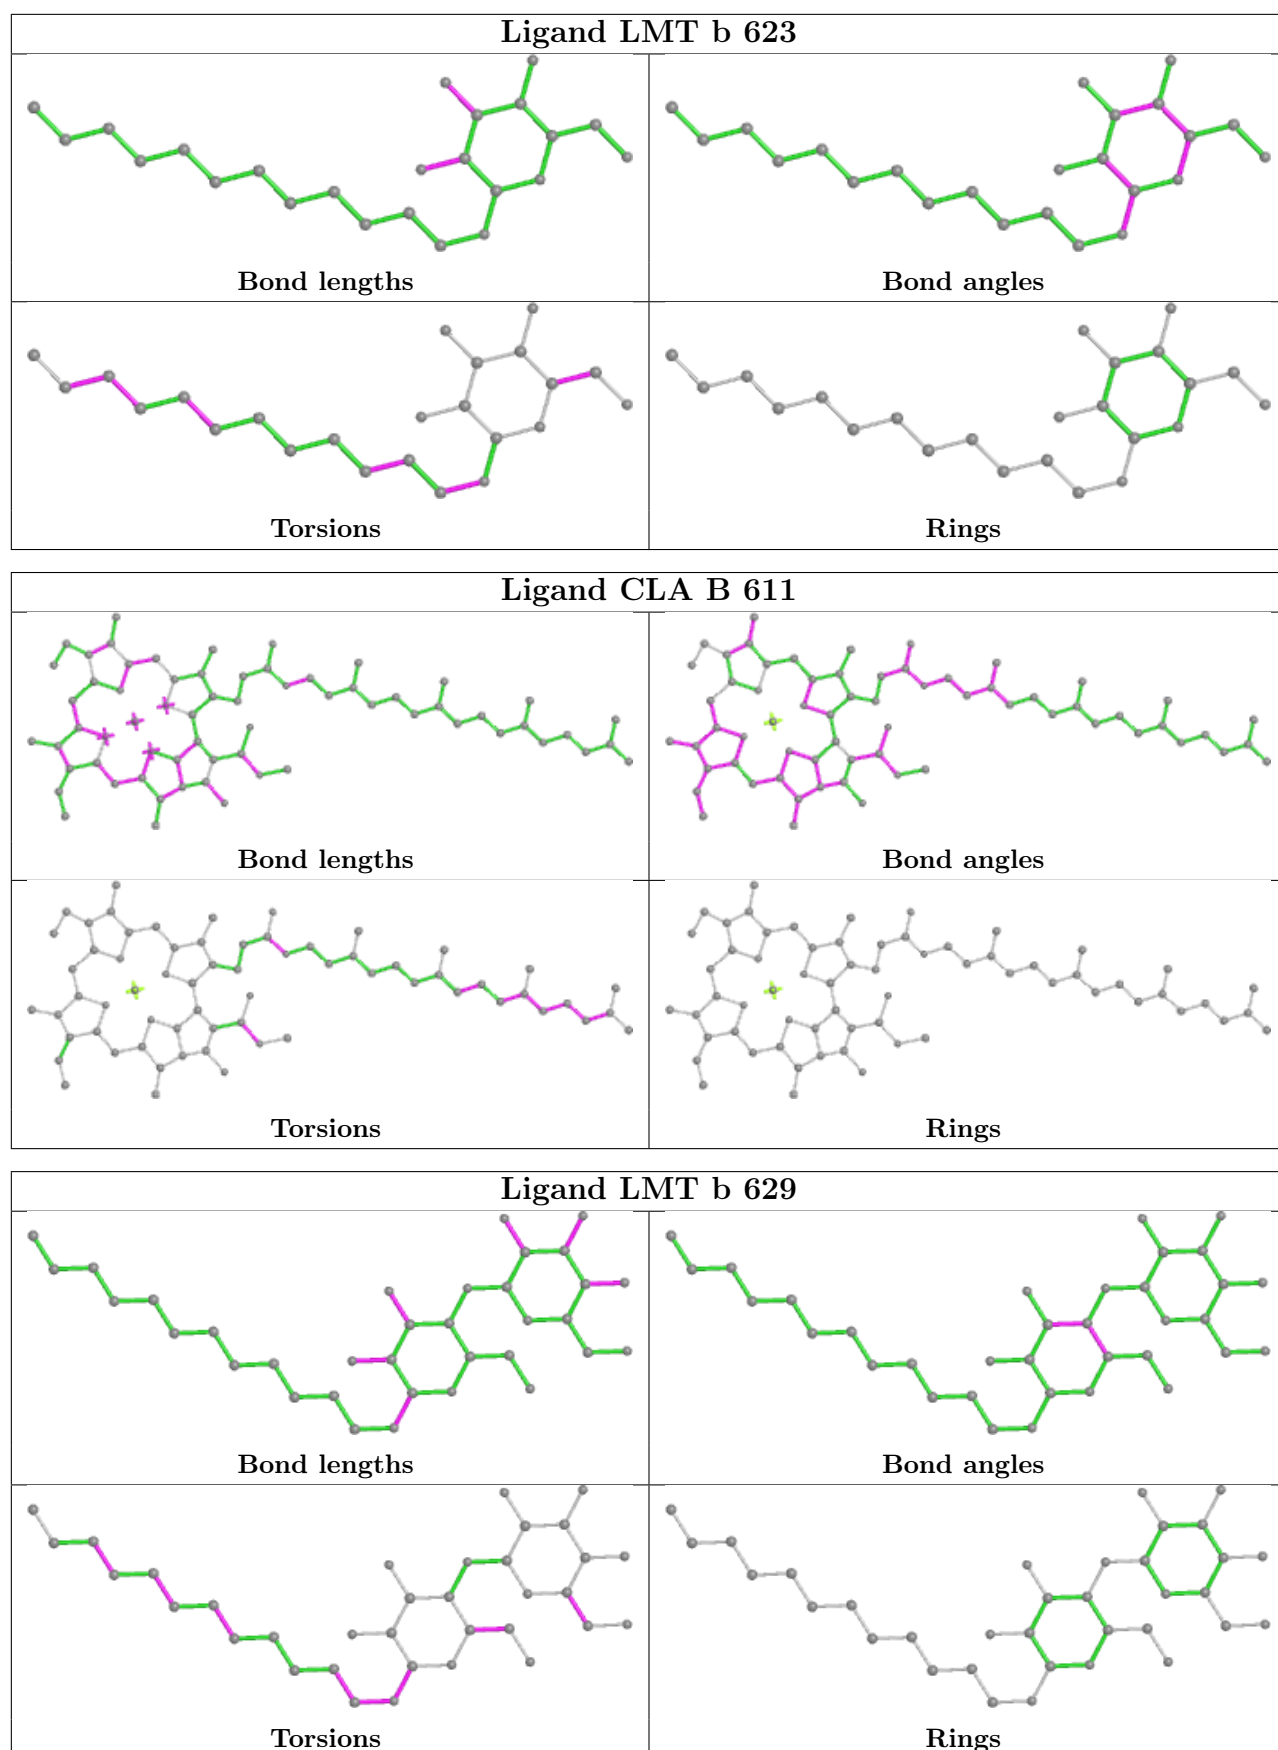 Ligand LMT b 623
Bond lengths
Bond angles
Torsions
Rings
Ligand CLA B 611
Bond lengths
Bond angles
Torsions
Rings
Ligand LMT b 629
Bond lengths
Bond angles
Torsions
Rings